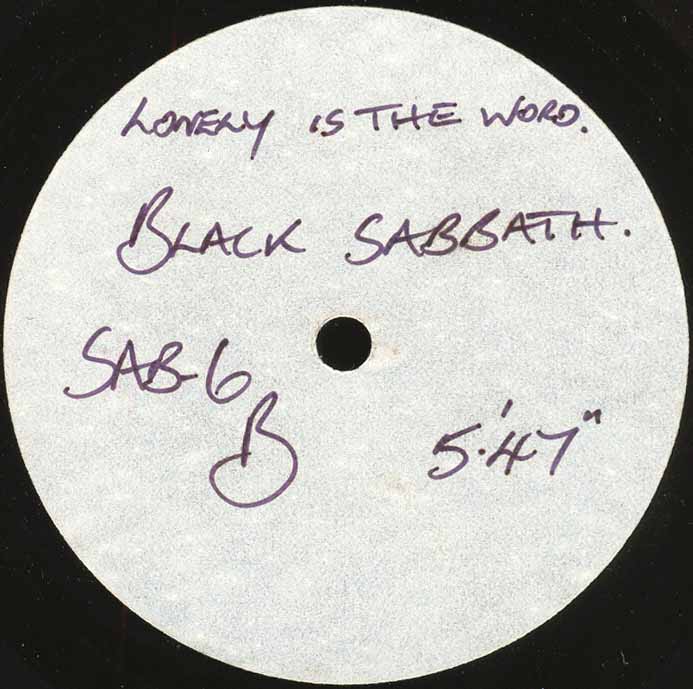 LONELY IS THE WORD.
BLACK SABBATH.
SAB-6
B
5.'47"